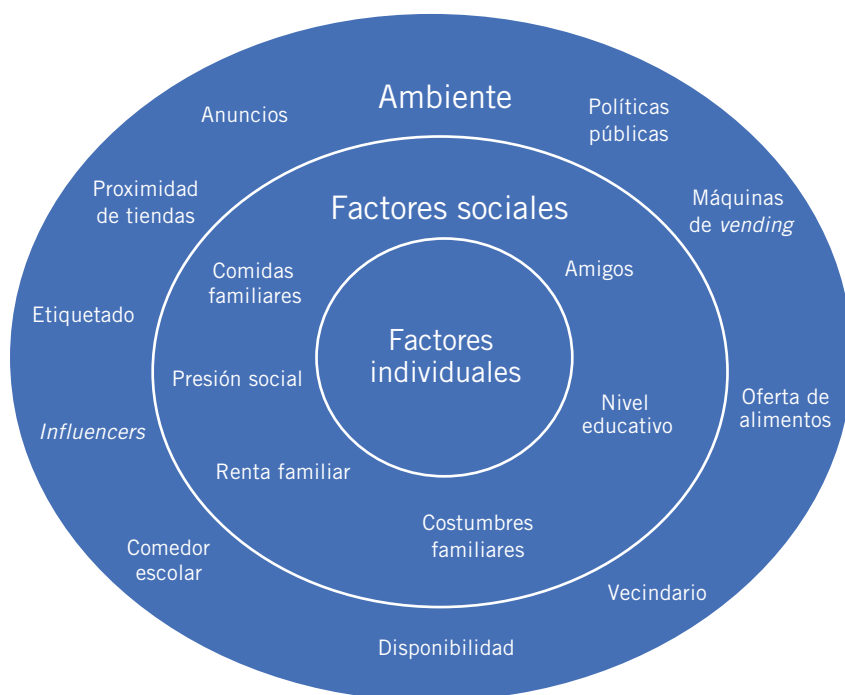 Ambiente
Anuncios
Políticas
públicas
Proximidad
de tiendas
Máquinas
de vending
Factores sociales
Comidas
familiares
Amigos
Etiquetado
Factores
individuales
Presión social
Nivel
educativo
Oferta de
alimentos
Influencers
Renta familiar
Costumbres
familiares
Comedor
escolar
Vecindario
Disponibilidad